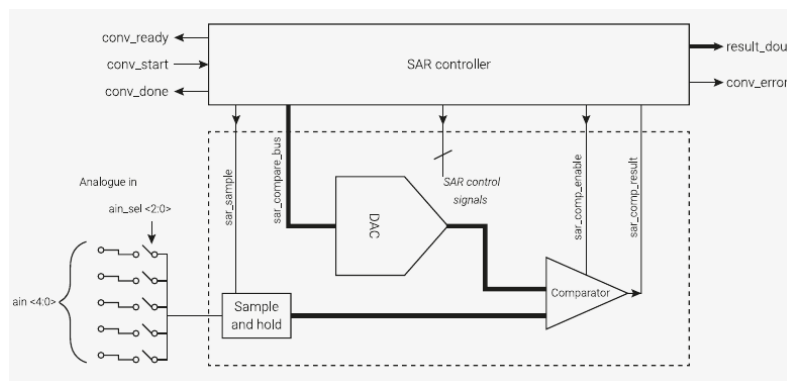 conv_ready
conv_start
conv_done
SAR controller
result_dou
conv_error
sar_sample
sar_compare_bus
SAR control
signals
sar_comp_enable
sar_comp_result
Analogue in
ain_sel <2:0>
DAC
ain <4:0>
Sample
and hold
Comparator